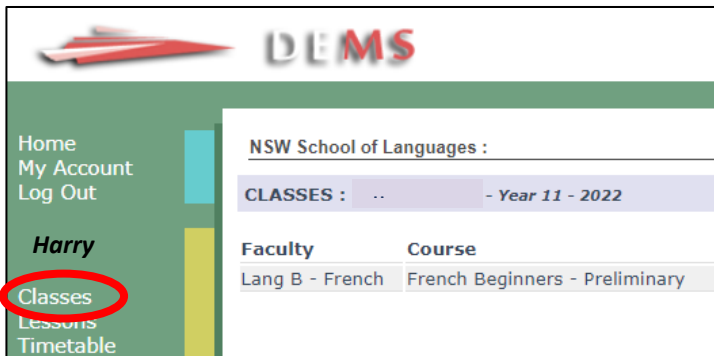 DEMS
Home
My Account
Log Out
Harry
Classes
Lessons
Timetable
NSW School of Languages :
CLASSES : .. - Year 11 - 2022
Faculty Course
Lang B - French French Beginners - Preliminary